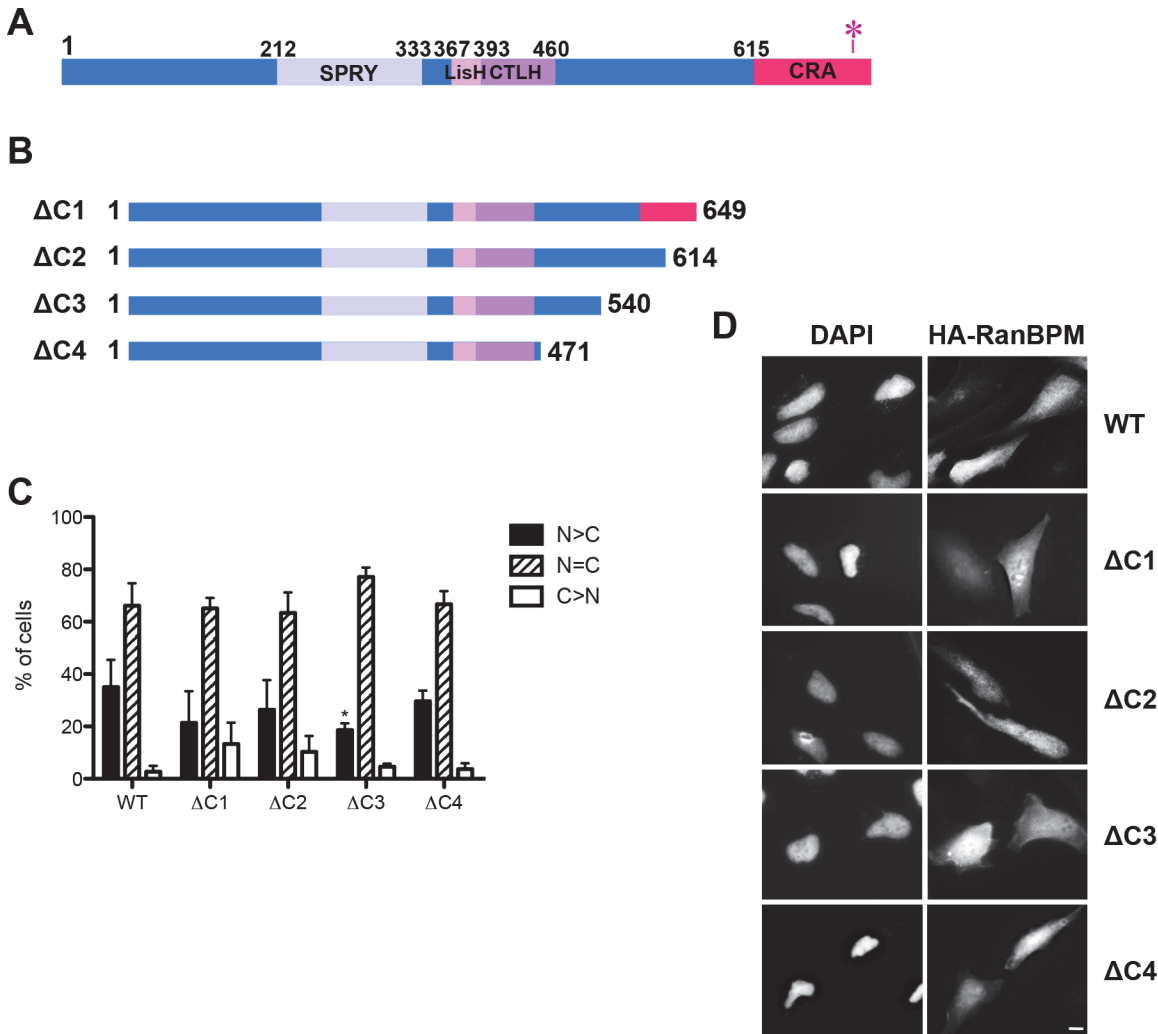 A
*
1 212 333 367 393 460 615
SPRY LisH CTLH CRA
B
ΔC1 1 649
ΔC2 1 614
ΔC3 1 540
ΔC4 1 471
C
% of cells
100
80
60
40
20
0
*
WT ΔC1 ΔC2 ΔC3 ΔC4
N>C
N=C
C>N
D
DAPI HA-RanBPM
WT
ΔC1
ΔC2
ΔC3
ΔC4